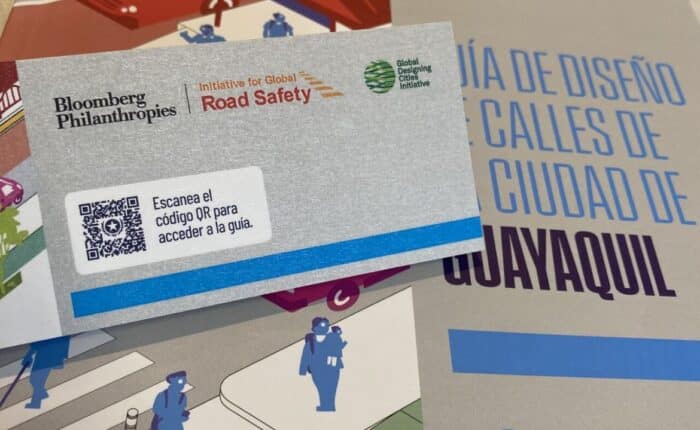 Bloomberg
Philanthropies
Initiative for Global
Road Safety
Global
Designing
Cities
Initiative
Escanea el
código QR para
acceder a la guía.
UÍA DE DISEÑO
E CALLES DE
CIUDAD DE
GUAYAQUIL